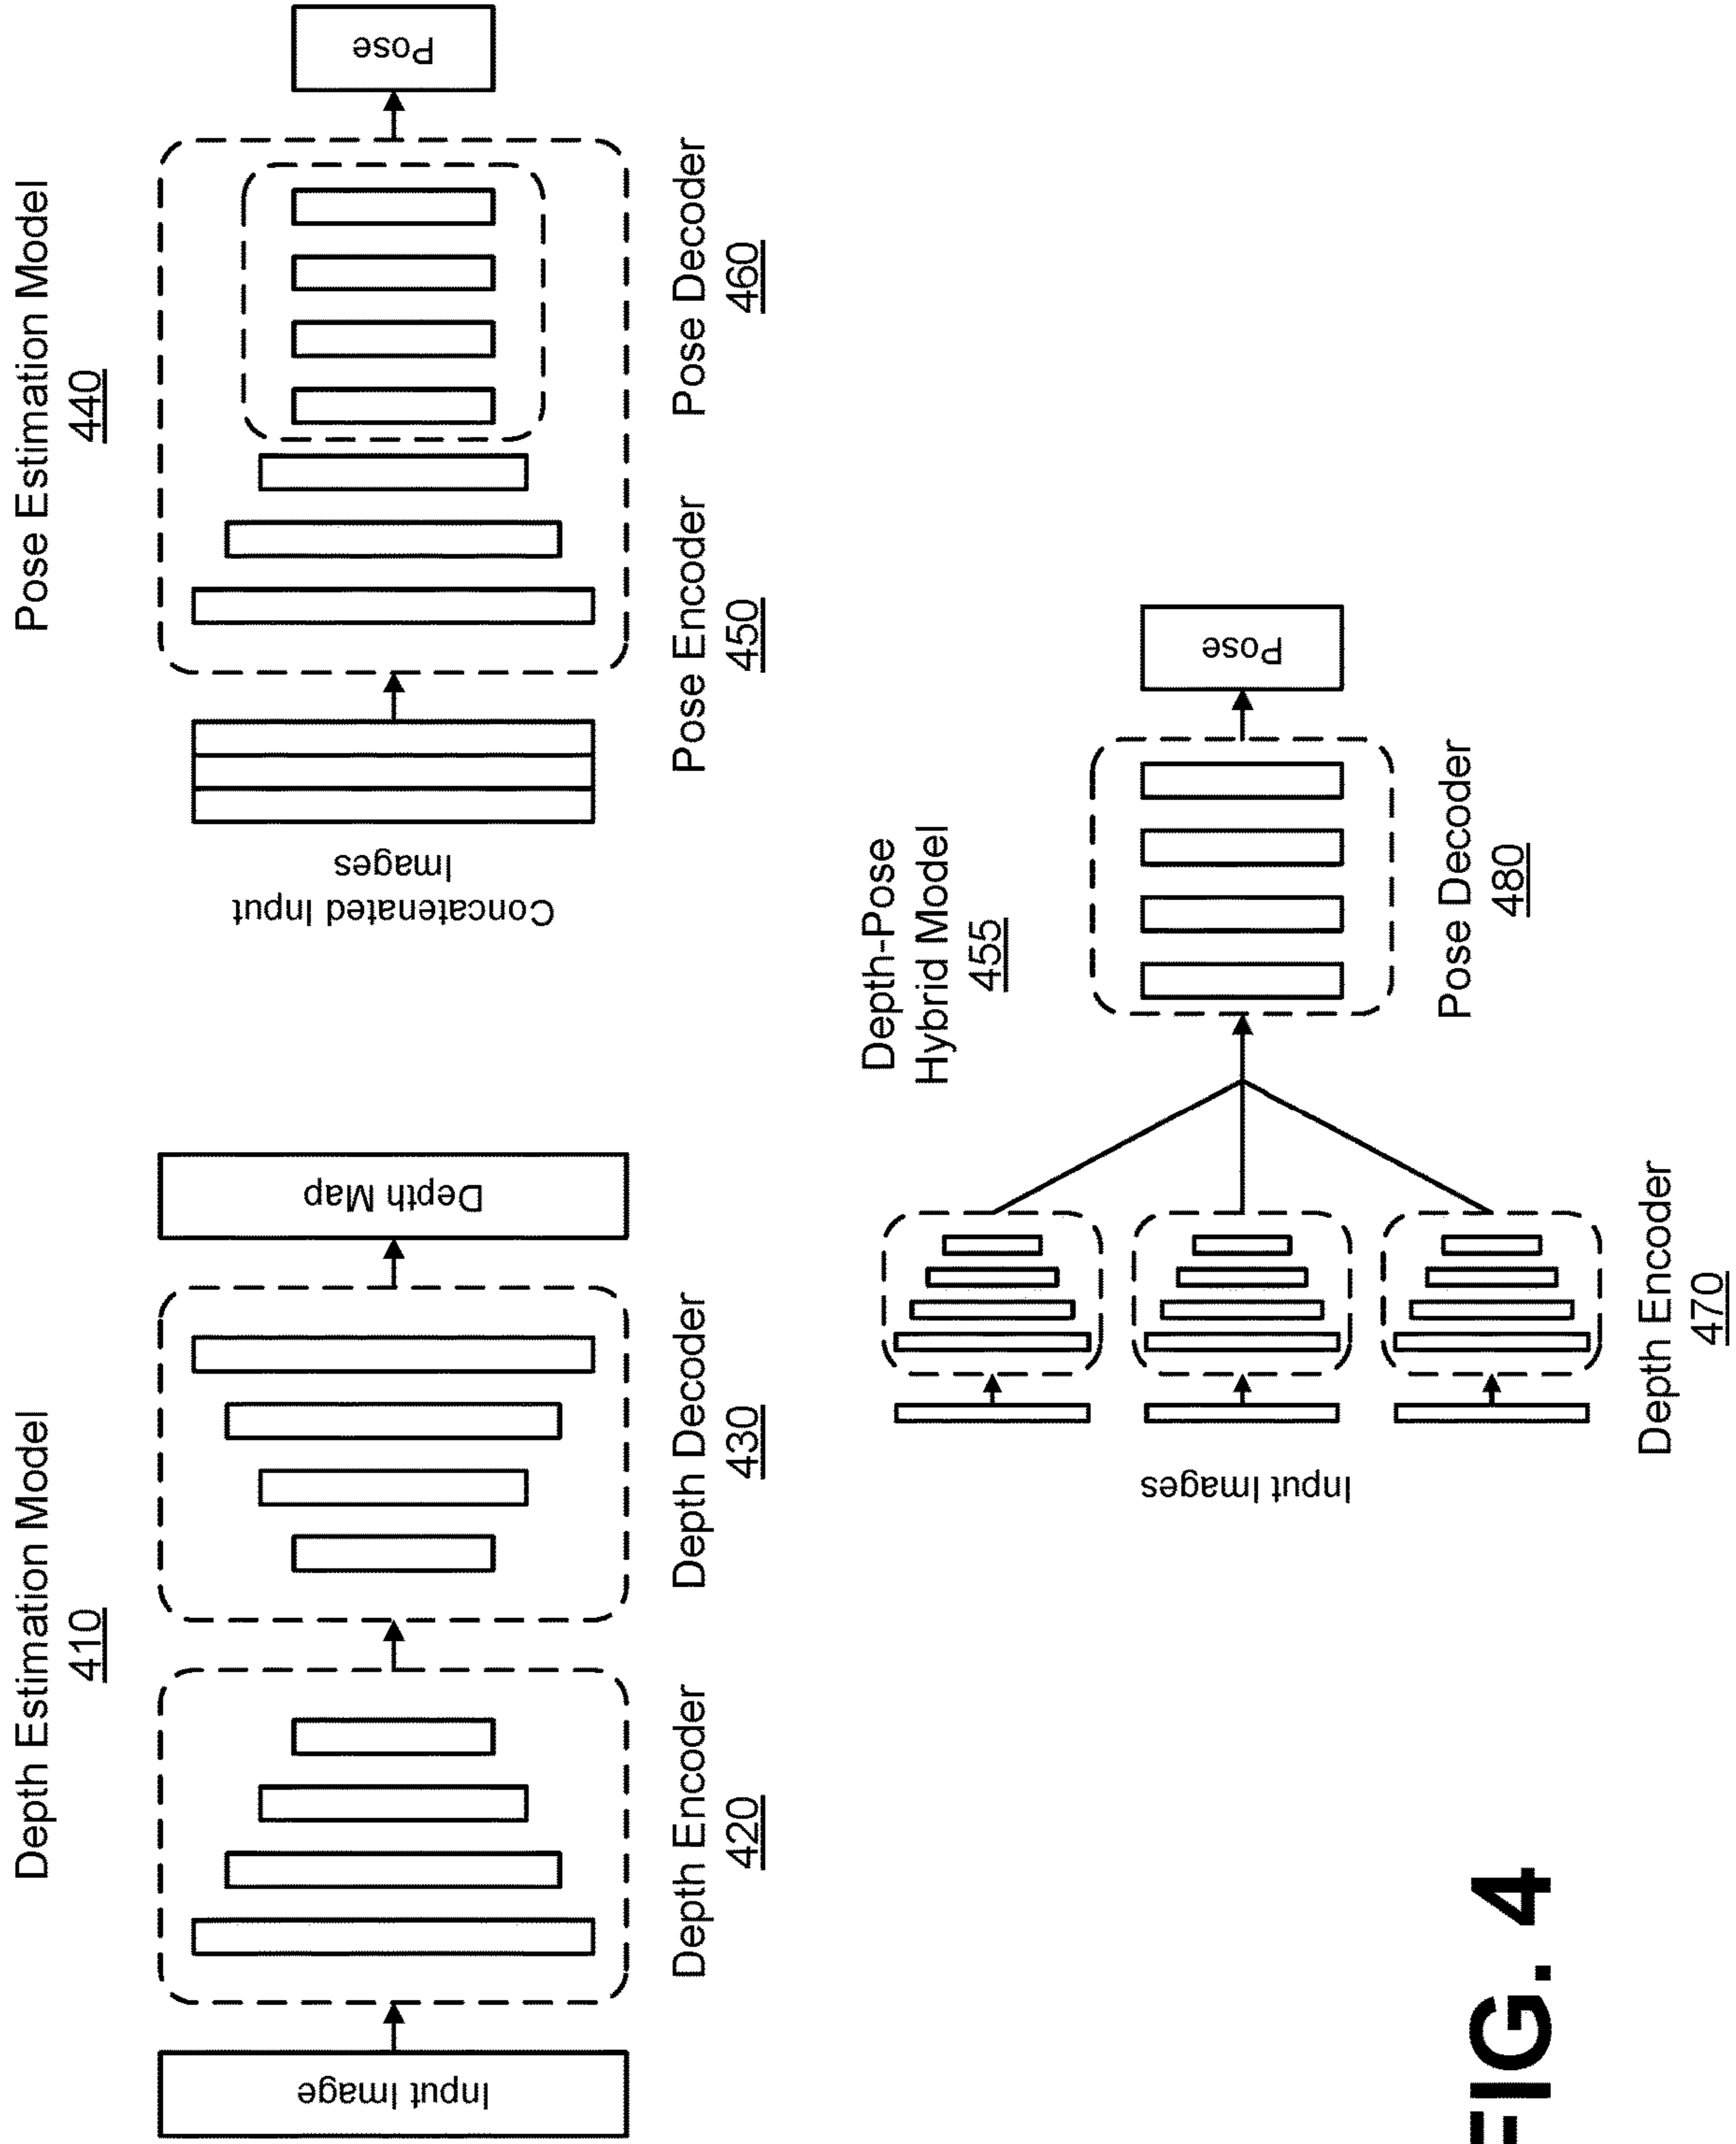 Depth Estimation Model
410
Input Image
Depth Map
Depth Encoder
420
Depth Decoder
430
Pose Estimation Model
440
Concatenated Input
Images
Pose
Pose Encoder
450
Pose Decoder
460
Depth-Pose
Hybrid Model
455
Input Images
Pose
Depth Encoder
470
Pose Decoder
480
FIG. 4